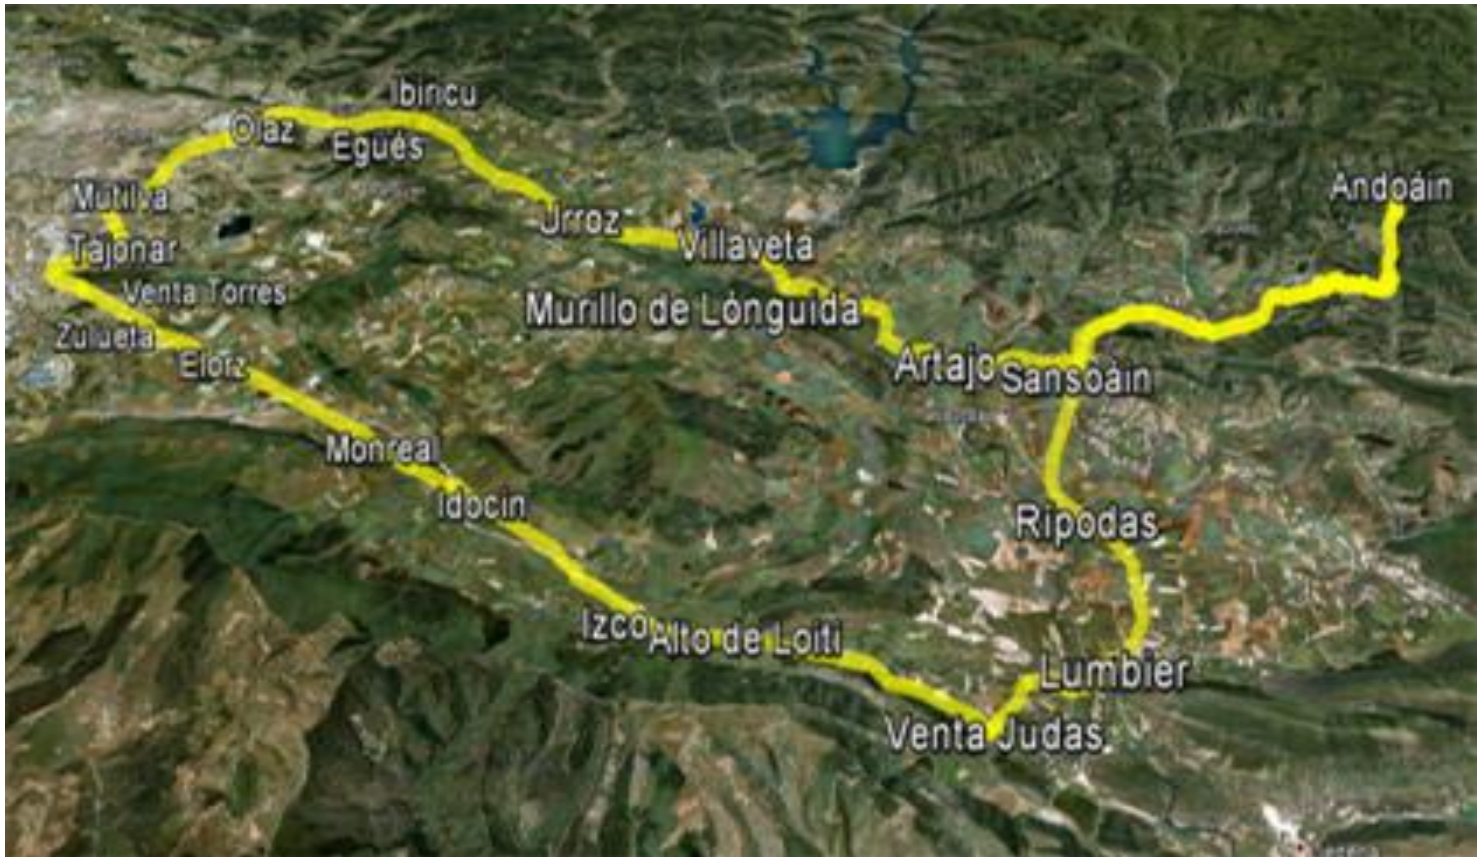 Ibiricu
Olaz
Egüés
Andoáin
Mutilva
Urroz
Tajonar
Villaveta
Venta Torres
Murillo de Lónguida
Zulueta
Elorz
Artajo
Sansoáin
Monreal
Idocin
Ripodas
Izco
Alto de Loiti
Lumbier
Venta Judas